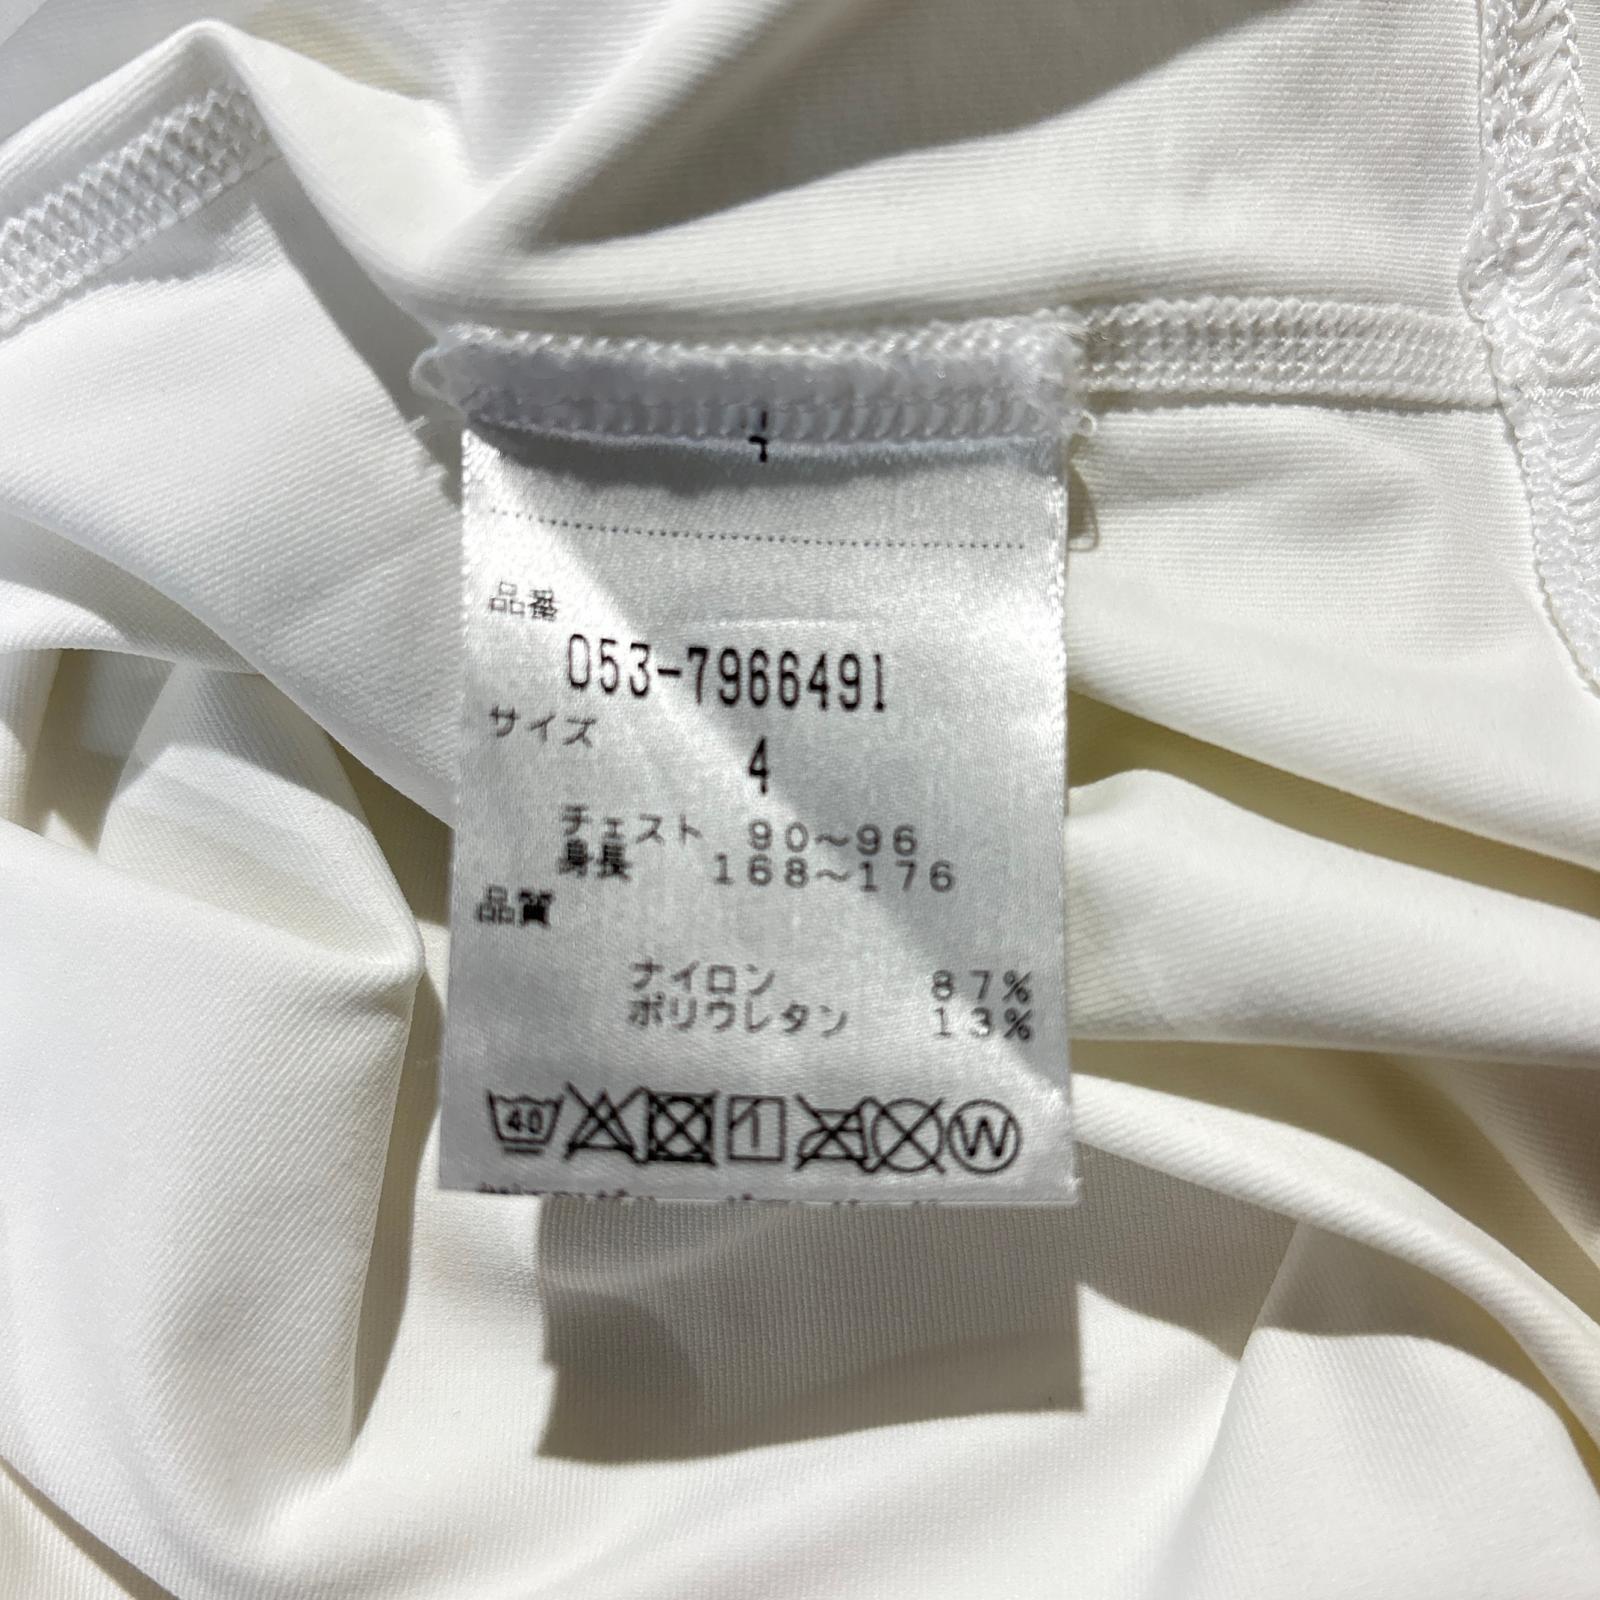 品番
053-7966491
サイズ
4
チェスト 90〜96
身長 168〜176
品質
ナイロン 87%
ポリウレタン 13%
40 1 W